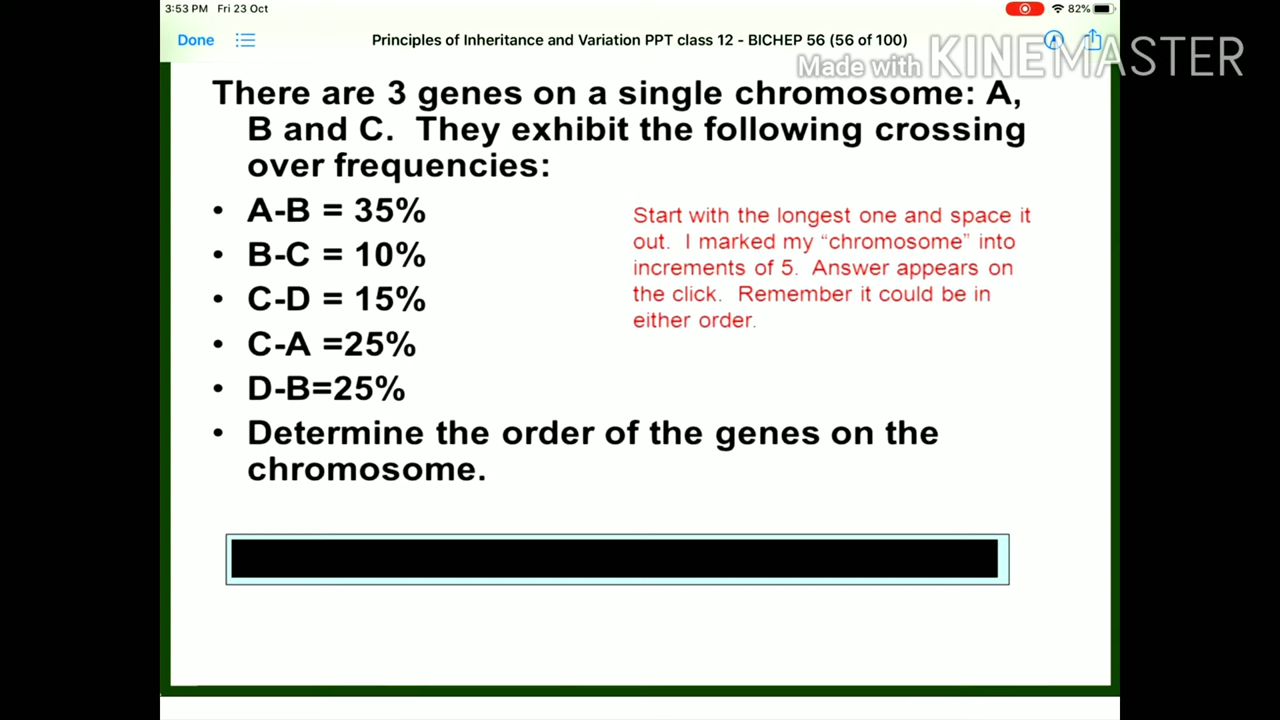 3:53 PM Fri 23 Oct
82%
Done
Principles of Inheritance and Variation PPT class 12 - BICHEP 56 (56 of 100)
Made with KINEMASTER
There are 3 genes on a single chromosome: A,
B and C. They exhibit the following crossing
over frequencies:
• A-B = 35%
• B-C = 10%
• C-D = 15%
• C-A =25%
• D-B=25%
• Determine the order of the genes on the
chromosome.
Start with the longest one and space it
out. I marked my “chromosome” into
increments of 5. Answer appears on
the click. Remember it could be in
either order.